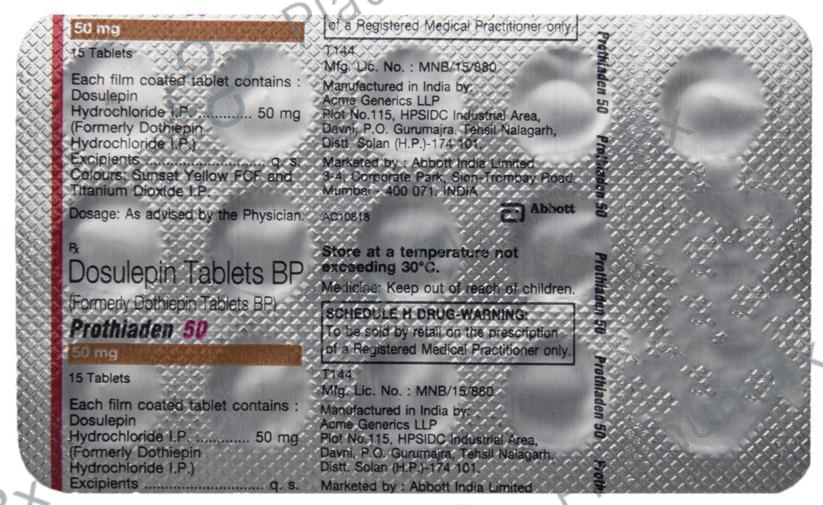 50 mg
15 Tablets
Each film coated tablet contains :
Dosulepin
Hydrochloride I.P. ............. 50 mg
(Formerly Dothiepin
Hydrochloride I.P.)
Excipients ............................ q. s.
Colours: Sunset Yellow FCF and
Titanium Dioxide I.P.
Dosage: As advised by the Physician.
Rx
Dosulepin Tablets BP
(Formerly Dothiepin Tablets BP)
Prothiaden 50
50 mg
15 Tablets
Each film coated tablet contains :
Dosulepin
Hydrochloride I.P. ............. 50 mg
(Formerly Dothiepin
Hydrochloride I.P.)
Excipients ............................ q. s.
of a Registered Medical Practitioner only.
T144
Mfg. Lic. No. : MNB/15/880
Manufactured in India by:
Acme Generics LLP
Plot No.115, HPSIDC Industrial Area,
Davni, P.O. Gurumajra, Tehsil Nalagarh,
Distt. Solan (H.P.)-174 101.
Marketed by : Abbott India Limited
3-4, Corporate Park, Sion-Trombay Road,
Mumbai - 400 071. INDIA
AC10818
Abbott
Store at a temperature not
exceeding 30°C.
Medicine: Keep out of reach of children.
SCHEDULE H DRUG-WARNING:
To be sold by retail on the prescription
of a Registered Medical Practitioner only.
T144
Mfg. Lic. No. : MNB/15/880
Manufactured in India by:
Acme Generics LLP
Plot No.115, HPSIDC Industrial Area,
Davni, P.O. Gurumajra, Tehsil Nalagarh,
Distt. Solan (H.P.)-174 101.
Marketed by : Abbott India Limited
Prothiaden 50
Prothiaden 50
Prothiaden 50
Prothiaden 50
Proth